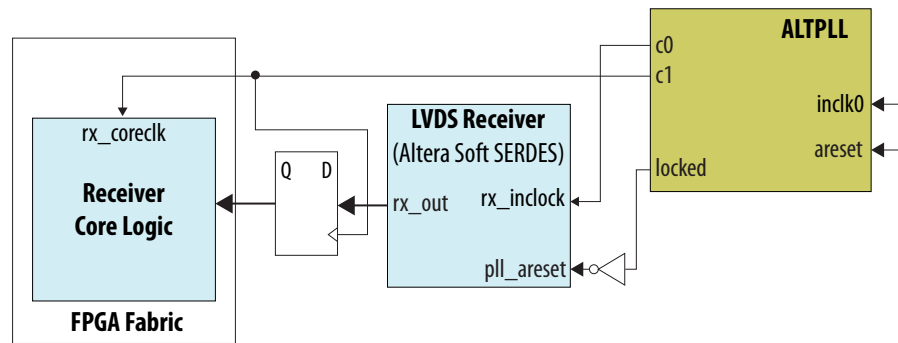 ALTPLL
c0
c1
inclk0
areset
locked
LVDS Receiver
(Altera Soft SERDES)
rx_inclock
rx_out
pll_areset
Q D
rx_coreclk
Receiver
Core Logic
FPGA Fabric